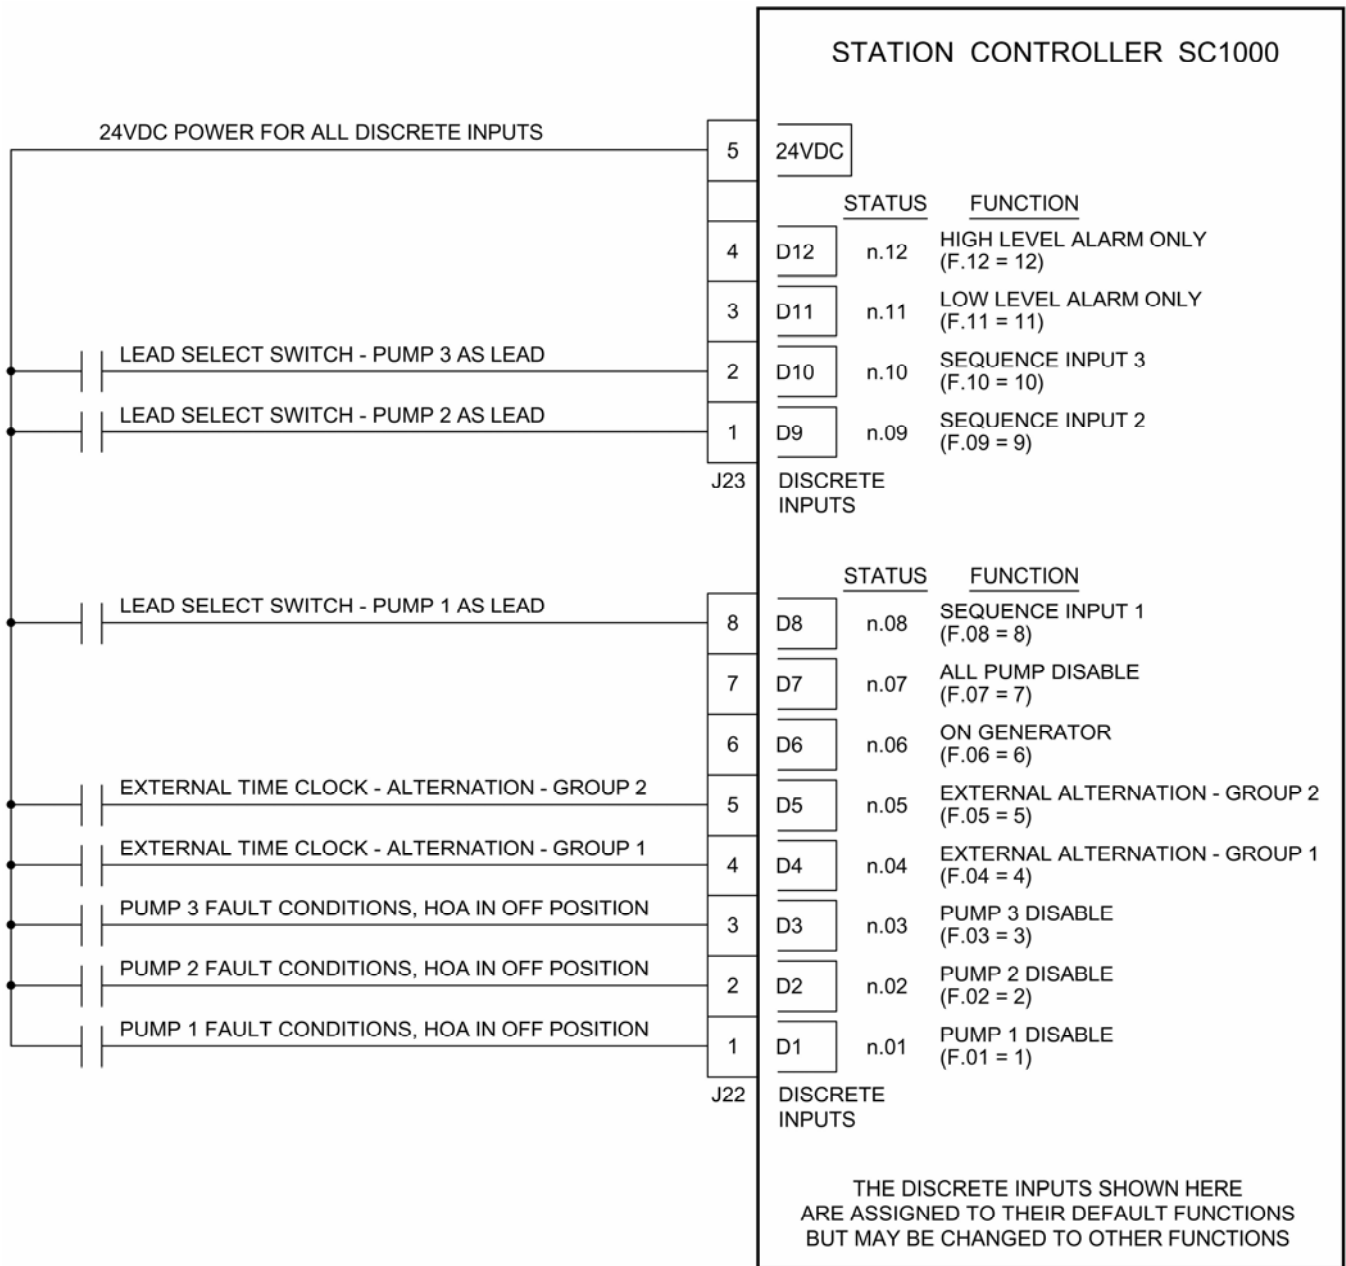 STATION CONTROLLER SC1000
24VDC POWER FOR ALL DISCRETE INPUTS
5 24VDC
STATUS FUNCTION
4 D12 n.12 HIGH LEVEL ALARM ONLY
(F.12 = 12)
3 D11 n.11 LOW LEVEL ALARM ONLY
(F.11 = 11)
LEAD SELECT SWITCH - PUMP 3 AS LEAD
2 D10 n.10 SEQUENCE INPUT 3
(F.10 = 10)
LEAD SELECT SWITCH - PUMP 2 AS LEAD
1 D9 n.09 SEQUENCE INPUT 2
(F.09 = 9)
J23 DISCRETE
INPUTS
STATUS FUNCTION
LEAD SELECT SWITCH - PUMP 1 AS LEAD
8 D8 n.08 SEQUENCE INPUT 1
(F.08 = 8)
7 D7 n.07 ALL PUMP DISABLE
(F.07 = 7)
6 D6 n.06 ON GENERATOR
(F.06 = 6)
EXTERNAL TIME CLOCK - ALTERNATION - GROUP 2
5 D5 n.05 EXTERNAL ALTERNATION - GROUP 2
(F.05 = 5)
EXTERNAL TIME CLOCK - ALTERNATION - GROUP 1
4 D4 n.04 EXTERNAL ALTERNATION - GROUP 1
(F.04 = 4)
PUMP 3 FAULT CONDITIONS, HOA IN OFF POSITION
3 D3 n.03 PUMP 3 DISABLE
(F.03 = 3)
PUMP 2 FAULT CONDITIONS, HOA IN OFF POSITION
2 D2 n.02 PUMP 2 DISABLE
(F.02 = 2)
PUMP 1 FAULT CONDITIONS, HOA IN OFF POSITION
1 D1 n.01 PUMP 1 DISABLE
(F.01 = 1)
J22 DISCRETE
INPUTS
THE DISCRETE INPUTS SHOWN HERE
ARE ASSIGNED TO THEIR DEFAULT FUNCTIONS
BUT MAY BE CHANGED TO OTHER FUNCTIONS